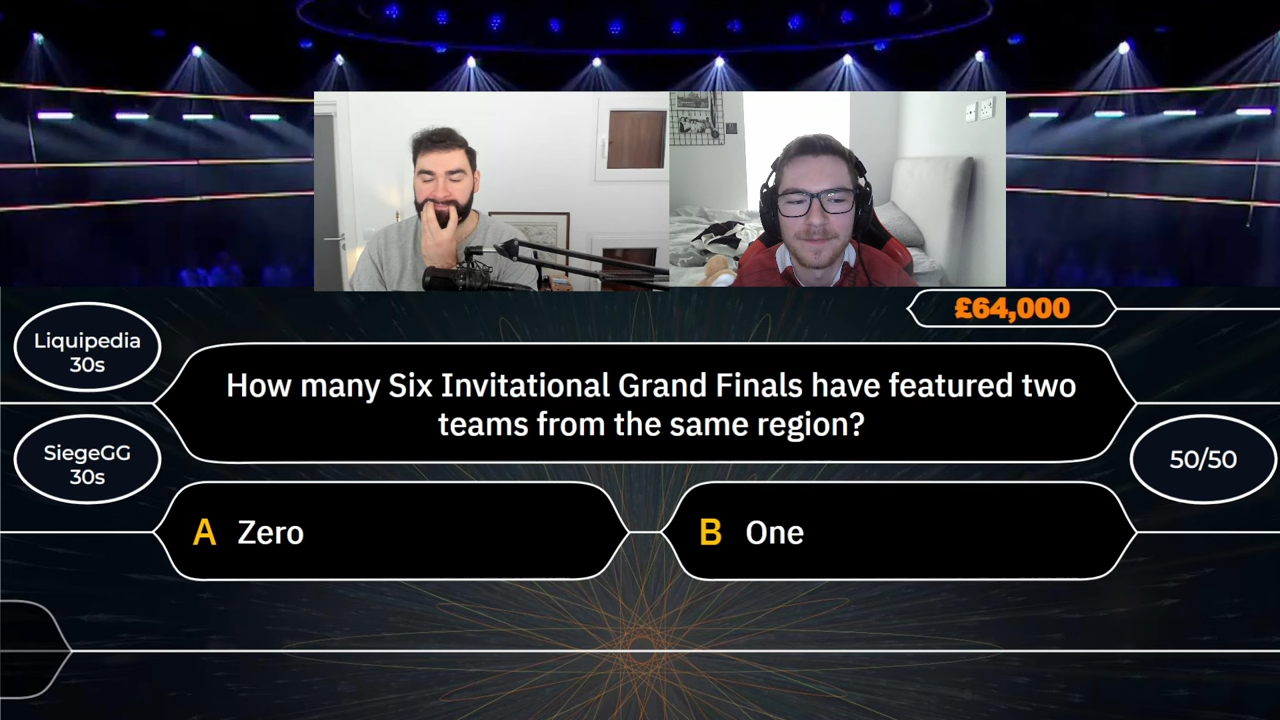 £64,000
Liquipedia
30s
How many Six Invitational Grand Finals have featured two
teams from the same region?
SiegeGG
30s
50/50
A Zero
B One